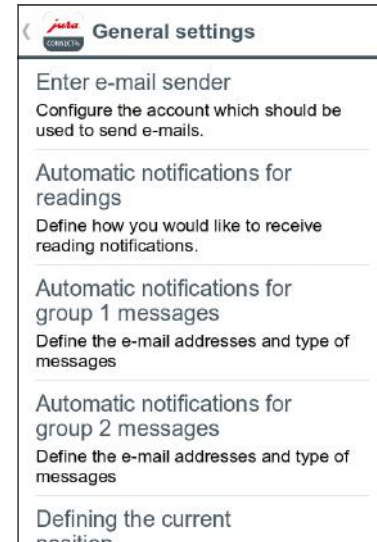 jura
CONNECTA
General settings
Enter e-mail sender
Configure the account which should be
used to send e-mails.
Automatic notifications for
readings
Define how you would like to receive
reading notifications.
Automatic notifications for
group 1 messages
Define the e-mail addresses and type of
messages
Automatic notifications for
group 2 messages
Define the e-mail addresses and type of
messages
Defining the current
position